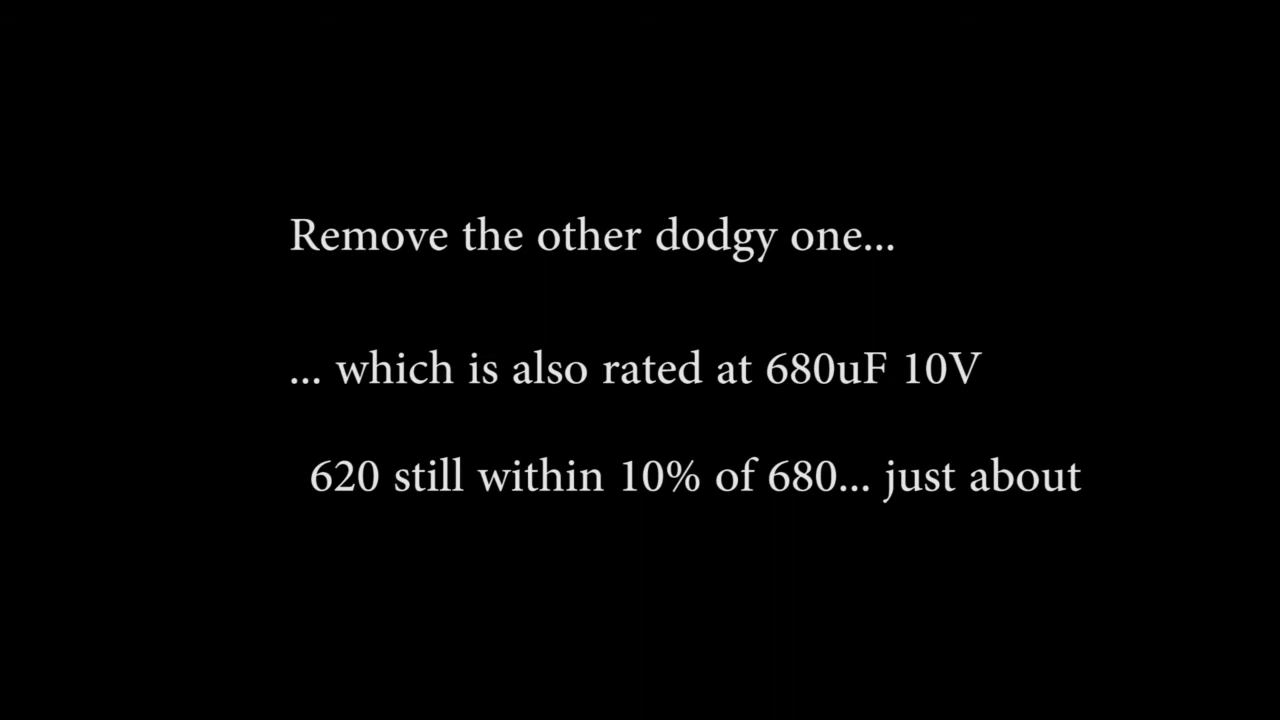 Remove the other dodgy one...
... which is also rated at 680uF 10V
620 still within 10% of 680... just about